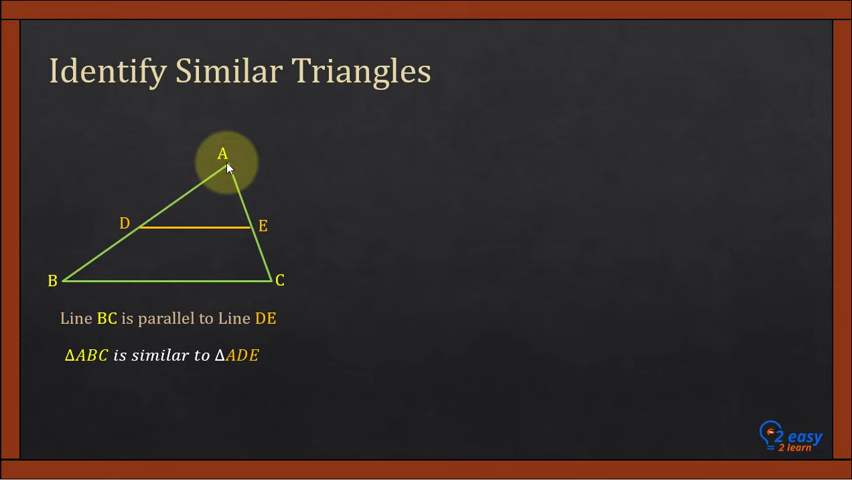 Identify Similar Triangles
A
D
E
B
C
Line BC is parallel to Line DE
ΔABC is similar to ΔADE
2 easy
2 learn